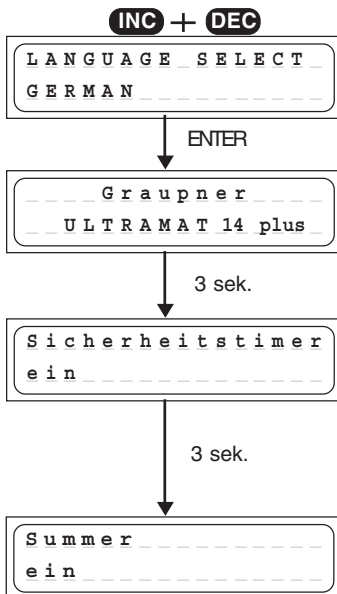 INC + DEC
LANGUAGE SELECT
GERMAN
ENTER
Graupner
ULTRAMAT 14 plus
3 sek.
Sicherheitstimer
ein
3 sek.
Summer
ein